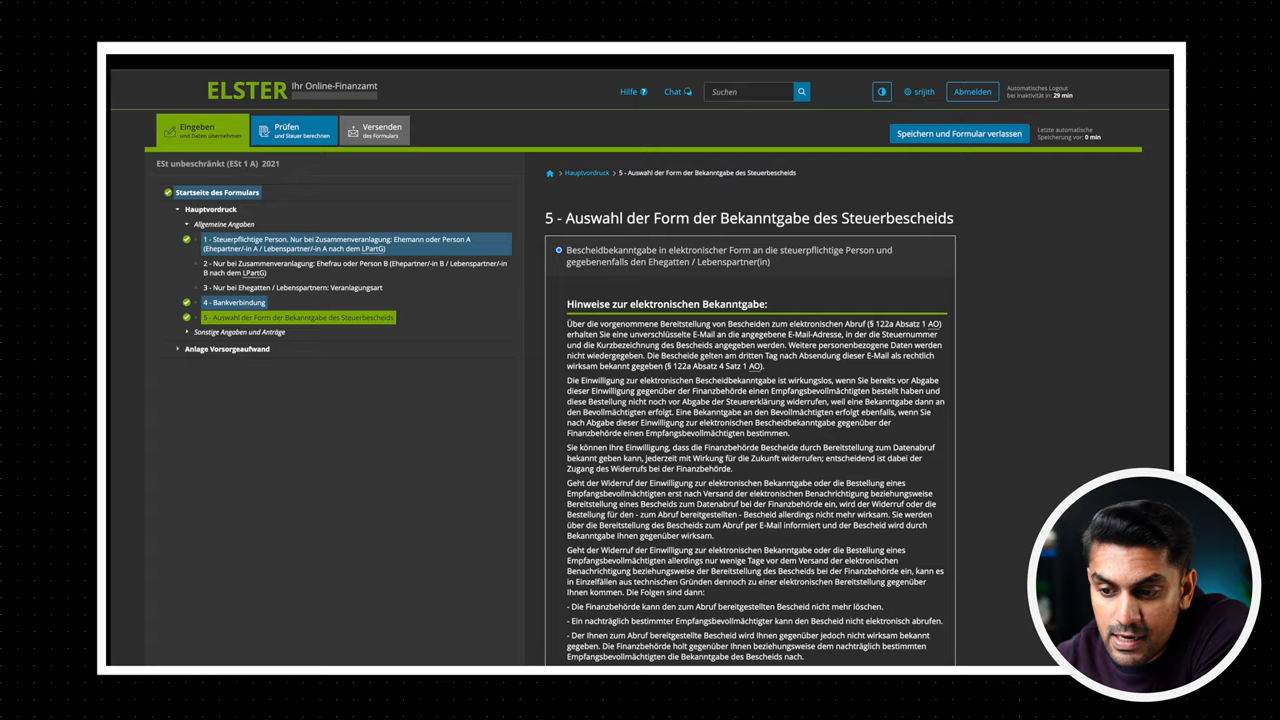 ELSTER Ihr Online-Finanzamt
Hilfe ?
Chat
Suchen
srijith
Abmelden
Automatisches Logout
bei Inaktivität in: 29 min
Eingeben
und Daten übernehmen
Prüfen
und Steuer berechnen
Versenden
des Formulars
Speichern und Formular verlassen
Letzte automatische
Speicherung vor: 0 min
ESt unbeschränkt (ESt 1 A) 2021
Startseite des Formulars
Hauptvordruck
Allgemeine Angaben
1 - Steuerpflichtige Person. Nur bei Zusammenveranlagung: Ehemann oder Person A
(Ehepartner/-in A / Lebenspartner/-in A nach dem LPartG)
2 - Nur bei Zusammenveranlagung: Ehefrau oder Person B (Ehepartner/-in B / Lebenspartner/-in
B nach dem LPartG)
3 - Nur bei Ehegatten / Lebenspartnern: Veranlagungsart
4 - Bankverbindung
5 - Auswahl der Form der Bekanntgabe des Steuerbescheids
Sonstige Angaben und Anträge
Anlage Vorsorgeaufwand
Hauptvordruck > 5 - Auswahl der Form der Bekanntgabe des Steuerbescheids
5 - Auswahl der Form der Bekanntgabe des Steuerbescheids
Bescheidbekanntgabe in elektronischer Form an die steuerpflichtige Person und
gegebenenfalls den Ehegatten / Lebenspartner(in)
Hinweise zur elektronischen Bekanntgabe:
Über die vorgenommene Bereitstellung von Bescheiden zum elektronischen Abruf (§ 122a Absatz 1 AO)
erhalten Sie eine unverschlüsselte E-Mail an die angegebene E-Mail-Adresse, in der die Steuernummer
und die Kurzbezeichnung des Bescheids angegeben werden. Weitere personenbezogene Daten werden
nicht wiedergegeben. Die Bescheide gelten am dritten Tag nach Absendung dieser E-Mail als rechtlich
wirksam bekannt gegeben (§ 122a Absatz 4 Satz 1 AO).
Die Einwilligung zur elektronischen Bescheidbekanntgabe ist wirkungslos, wenn Sie bereits vor Abgabe
dieser Einwilligung gegenüber der Finanzbehörde einen Empfangsbevollmächtigten bestellt haben und
diese Bestellung nicht noch vor Abgabe der Steuererklärung widerrufen, weil eine Bekanntgabe dann an
den Bevollmächtigten erfolgt. Eine Bekanntgabe an den Bevollmächtigten erfolgt ebenfalls, wenn Sie
nach Abgabe dieser Einwilligung zur elektronischen Bescheidbekanntgabe gegenüber der
Finanzbehörde einen Empfangsbevollmächtigten bestimmen.
Sie können Ihre Einwilligung, dass die Finanzbehörde Bescheide durch Bereitstellung zum Datenabruf
bekannt geben kann, jederzeit mit Wirkung für die Zukunft widerrufen; entscheidend ist dabei der
Zugang des Widerrufs bei der Finanzbehörde.
Geht der Widerruf der Einwilligung zur elektronischen Bekanntgabe oder die Bestellung eines
Empfangsbevollmächtigten erst nach Versand der elektronischen Benachrichtigung beziehungsweise
Bereitstellung eines Bescheids zum Datenabruf bei der Finanzbehörde ein, wird der Widerruf oder die
Bestellung für den - zum Abruf bereitgestellten - Bescheid allerdings nicht mehr wirksam. Sie werden
über die Bereitstellung des Bescheids zum Abruf per E-Mail informiert und der Bescheid wird durch
Bekanntgabe Ihnen gegenüber wirksam.
Geht der Widerruf der Einwilligung zur elektronischen Bekanntgabe oder die Bestellung eines
Empfangsbevollmächtigten allerdings nur wenige Tage vor dem Versand der elektronischen
Benachrichtigung beziehungsweise der Bereitstellung des Bescheids bei der Finanzbehörde ein, kann es
in Einzelfällen aus technischen Gründen dennoch zu einer elektronischen Bereitstellung gegenüber
Ihnen kommen. Die Folgen sind dann:
- Die Finanzbehörde kann den zum Abruf bereitgestellten Bescheid nicht mehr löschen.
- Ein nachträglich bestimmter Empfangsbevollmächtigter kann den Bescheid nicht elektronisch abrufen.
- Der Ihnen zum Abruf bereitgestellte Bescheid wird Ihnen gegenüber jedoch nicht wirksam bekannt
gegeben. Die Finanzbehörde holt gegenüber Ihnen beziehungsweise dem nachträglich bestimmten
Empfangsbevollmächtigten die Bekanntgabe des Bescheids nach.